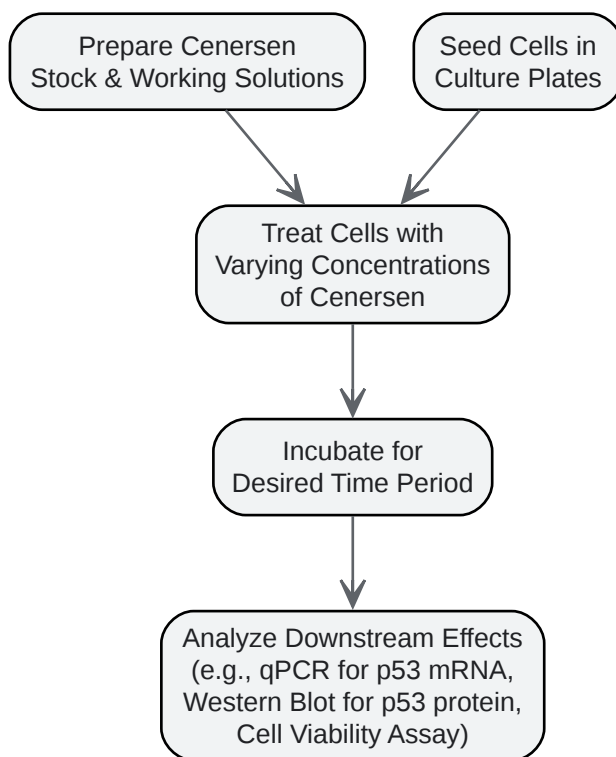 Prepare Cenersen
Stock & Working Solutions
Seed Cells in
Culture Plates
Treat Cells with
Varying Concentrations
of Cenersen
Incubate for
Desired Time Period
Analyze Downstream Effects
(e.g., qPCR for p53 mRNA,
Western Blot for p53 protein,
Cell Viability Assay)